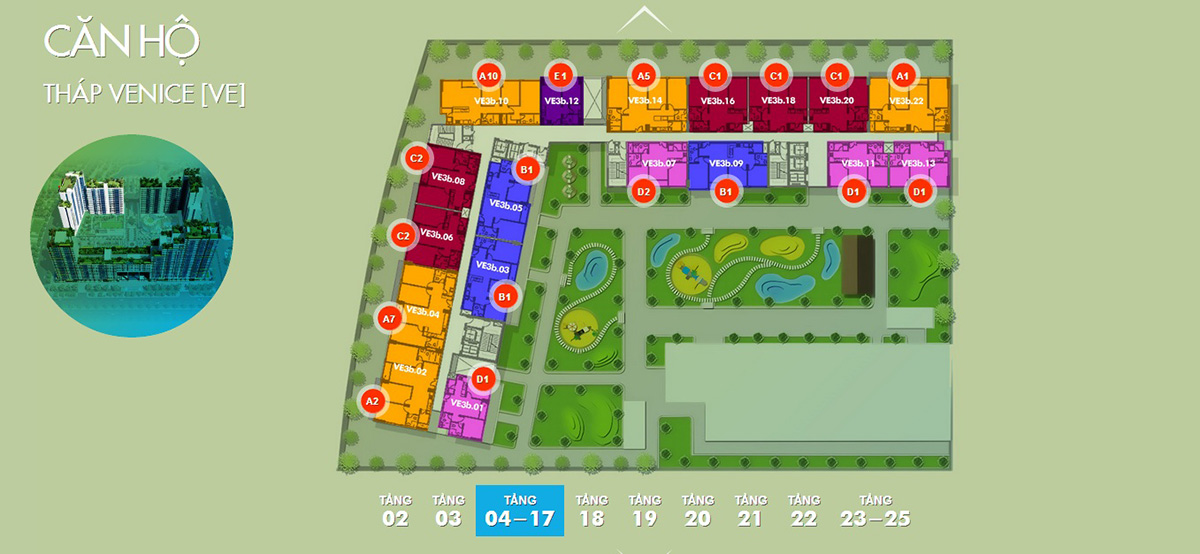 CĂN HỘ
THÁP VENICE [VE]
A10
E1
A5
C1
C1
C1
A1
VE3b.10
VE3b.12
VE3b.14
VE3b.16
VE3b.18
VE3b.20
VE3b.22
C2
B1
VE3b.07
VE3b.09
VE3b.11
VE3b.13
VE3b.08
D2
B1
D1
D1
VE3b.05
C2
VE3b.06
VE3b.03
B1
VE3b.04
A7
VE3b.02
D1
A2
VE3b.01
TẦNG TẦNG TẦNG TẦNG TẦNG TẦNG TẦNG TẦNG TẦNG
02 03 04–17 18 19 20 21 22 23–25